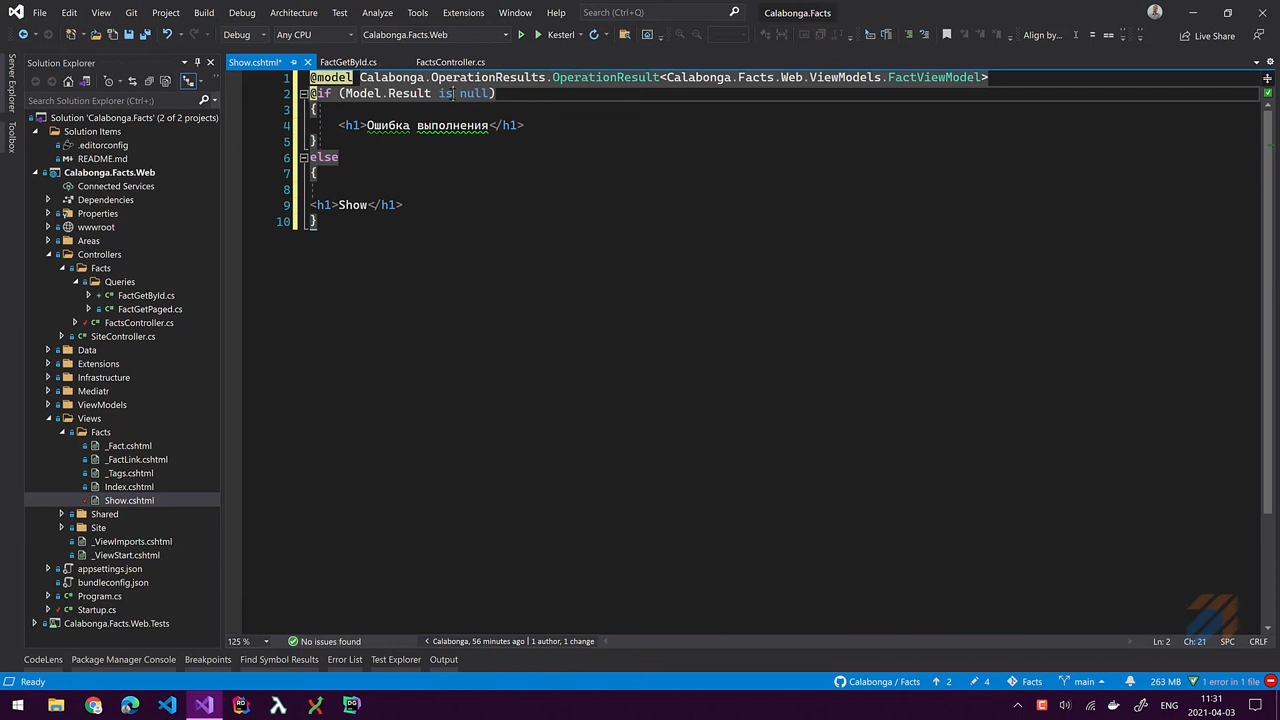 File Edit View Git Project Build Debug Architecture Test Analyze Tools Extensions Window Help Search (Ctrl+Q) Calabonga.Facts
Debug Any CPU Calabonga.Facts.Web Kestrel Align by... Live Share
Server Explorer
Toolbox
Solution Explorer
Search Solution Explorer (Ctrl+;)
Solution 'Calabonga.Facts' (2 of 2 projects)
Solution Items
.editorconfig
README.md
Calabonga.Facts.Web
Connected Services
Dependencies
Properties
wwwroot
Areas
Controllers
Facts
Queries
FactGetById.cs
FactGetPaged.cs
FactsController.cs
SiteController.cs
Data
Extensions
Infrastructure
Mediatr
ViewModels
Views
Facts
_Fact.cshtml
_FactLink.cshtml
_Tags.cshtml
Index.cshtml
Show.cshtml
Shared
Site
_ViewImports.cshtml
_ViewStart.cshtml
appsettings.json
bundleconfig.json
Program.cs
Startup.cs
Calabonga.Facts.Web.Tests
Show.cshtml* FactGetById.cs FactsController.cs
1 @model Calabonga.OperationResults.OperationResult<Calabonga.Facts.Web.ViewModels.FactViewModel>
2 @if (Model.Result is null)
3 {
4 <h1>Ошибка выполнения</h1>
5 }
6 else
7 {
8
9 <h1>Show</h1>
10 }
125 % No issues found Calabonga, 56 minutes ago | 1 author, 1 change Ln: 2 Ch: 21 SPC CRLF
CodeLens Package Manager Console Breakpoints Find Symbol Results Error List Test Explorer Output
Ready Calabonga / Facts 2 4 Facts main 263 MB 1 error in 1 file
ENG 11:31
2021-04-03